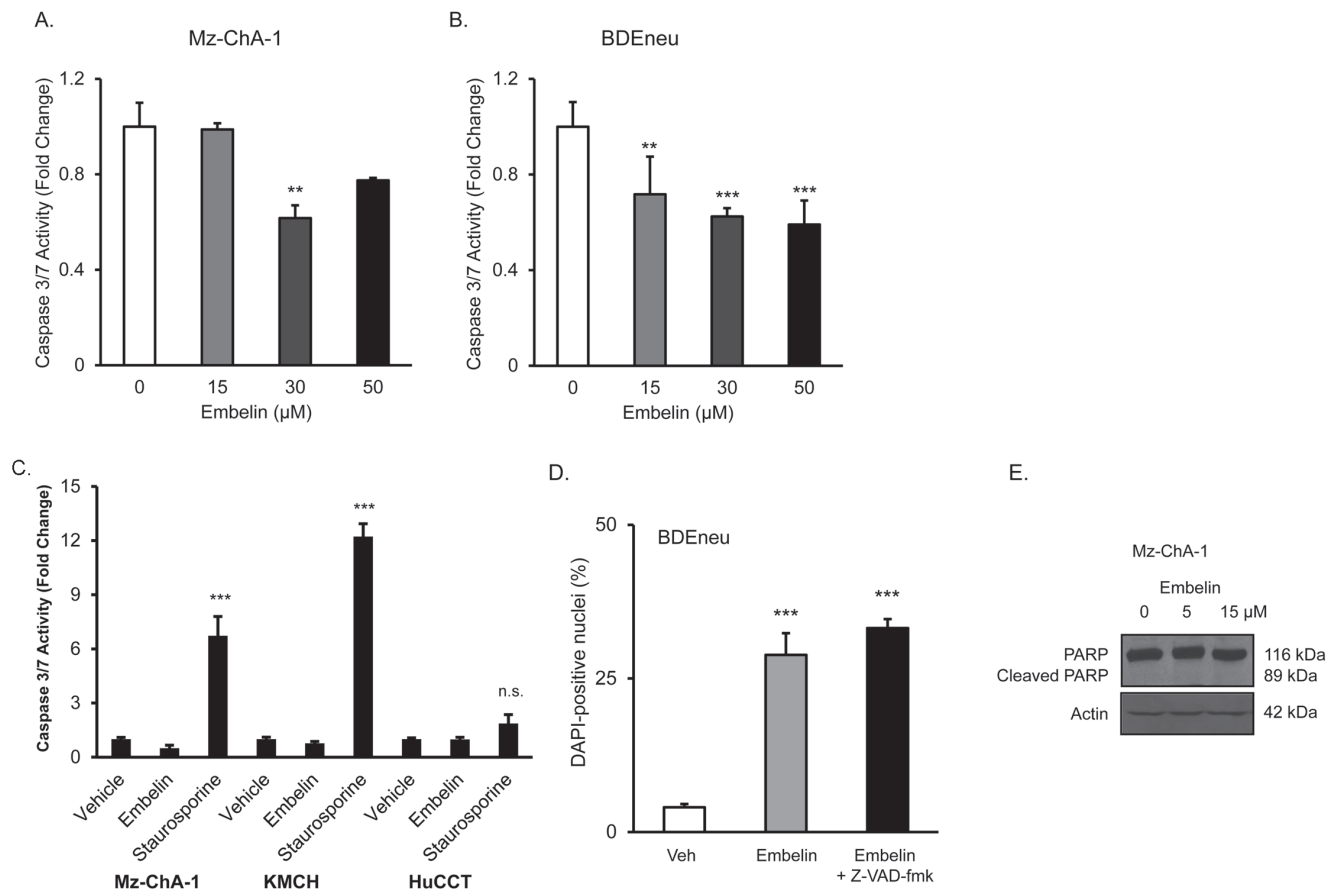 A.
Mz-ChA-1
Caspase 3/7 Activity (Fold Change)
1.2
0.8
0.4
0
**
0 15 30 50
Embelin (µM)
B.
BDEneu
Caspase 3/7 Activity (Fold Change)
1.2
0.8
0.4
0
**
***
***
0 15 30 50
Embelin (µM)
C.
Caspase 3/7 Activity (Fold Change)
15
12
9
6
3
0
***
***
n.s.
Vehicle Embelin Staurosporine Vehicle Embelin Staurosporine Vehicle Embelin Staurosporine
Mz-ChA-1 KMCH HuCCT
D.
BDEneu
DAPI-positive nuclei (%)
50
25
0
***
***
Veh Embelin Embelin
+ Z-VAD-fmk
E.
Mz-ChA-1
Embelin
0 5 15 µM
PARP 116 kDa
Cleaved PARP 89 kDa
Actin 42 kDa